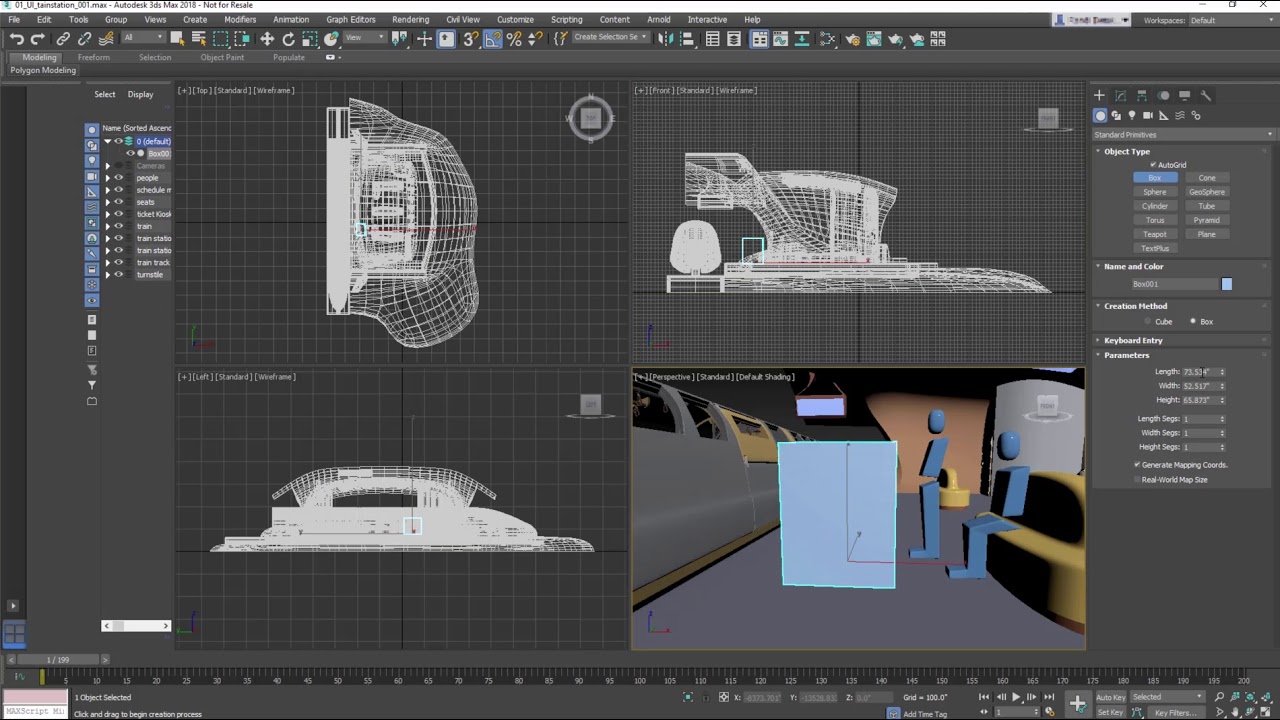 01_UI_tainstation_001.max - Autodesk 3ds Max 2018 - Not for Resale
File Edit Tools Group Views Create Modifiers Animation Graph Editors Rendering Civil View Customize Scripting Content Arnold Interactive Help
Workspaces: Default
All
View
Create Selection Se
Modeling Freeform Selection Object Paint Populate
Polygon Modeling
Select Display
Name (Sorted Ascend
0 (default)
Box00
Cameras
people
schedule m
seats
ticket Kiosk
train
train statio
train statio
train track
turnstile
[+] [Top] [Standard] [Wireframe]
N
W TOP E
S
[+] [Front] [Standard] [Wireframe]
FRONT
[+] [Left] [Standard] [Wireframe]
LEFT
[+] [Perspective] [Standard] [Default Shading]
FRONT
Standard Primitives
Object Type
AutoGrid
Box Cone
Sphere GeoSphere
Cylinder Tube
Torus Pyramid
Teapot Plane
TextPlus
Name and Color
Box001
Creation Method
Cube Box
Keyboard Entry
Parameters
Length: 73.534"
Width: 52.517"
Height: 65.873"
Length Segs: 1
Width Segs: 1
Height Segs: 1
Generate Mapping Coords.
Real-World Map Size
1 / 199
5 10 15 20 25 30 35 40 45 50 55 60 65 70 75 80 85 90 95 100 105 110 115 120 125 130 135 140 145 150 155 160 165 170 175 180 185 190 195 200
1 Object Selected
X: Y: Z: 0.0" Grid = 100.0"
Auto Key Selected
MAXScript Mi
Click and drag to begin creation process
Add Time Tag
1
Set Key Key Filters...